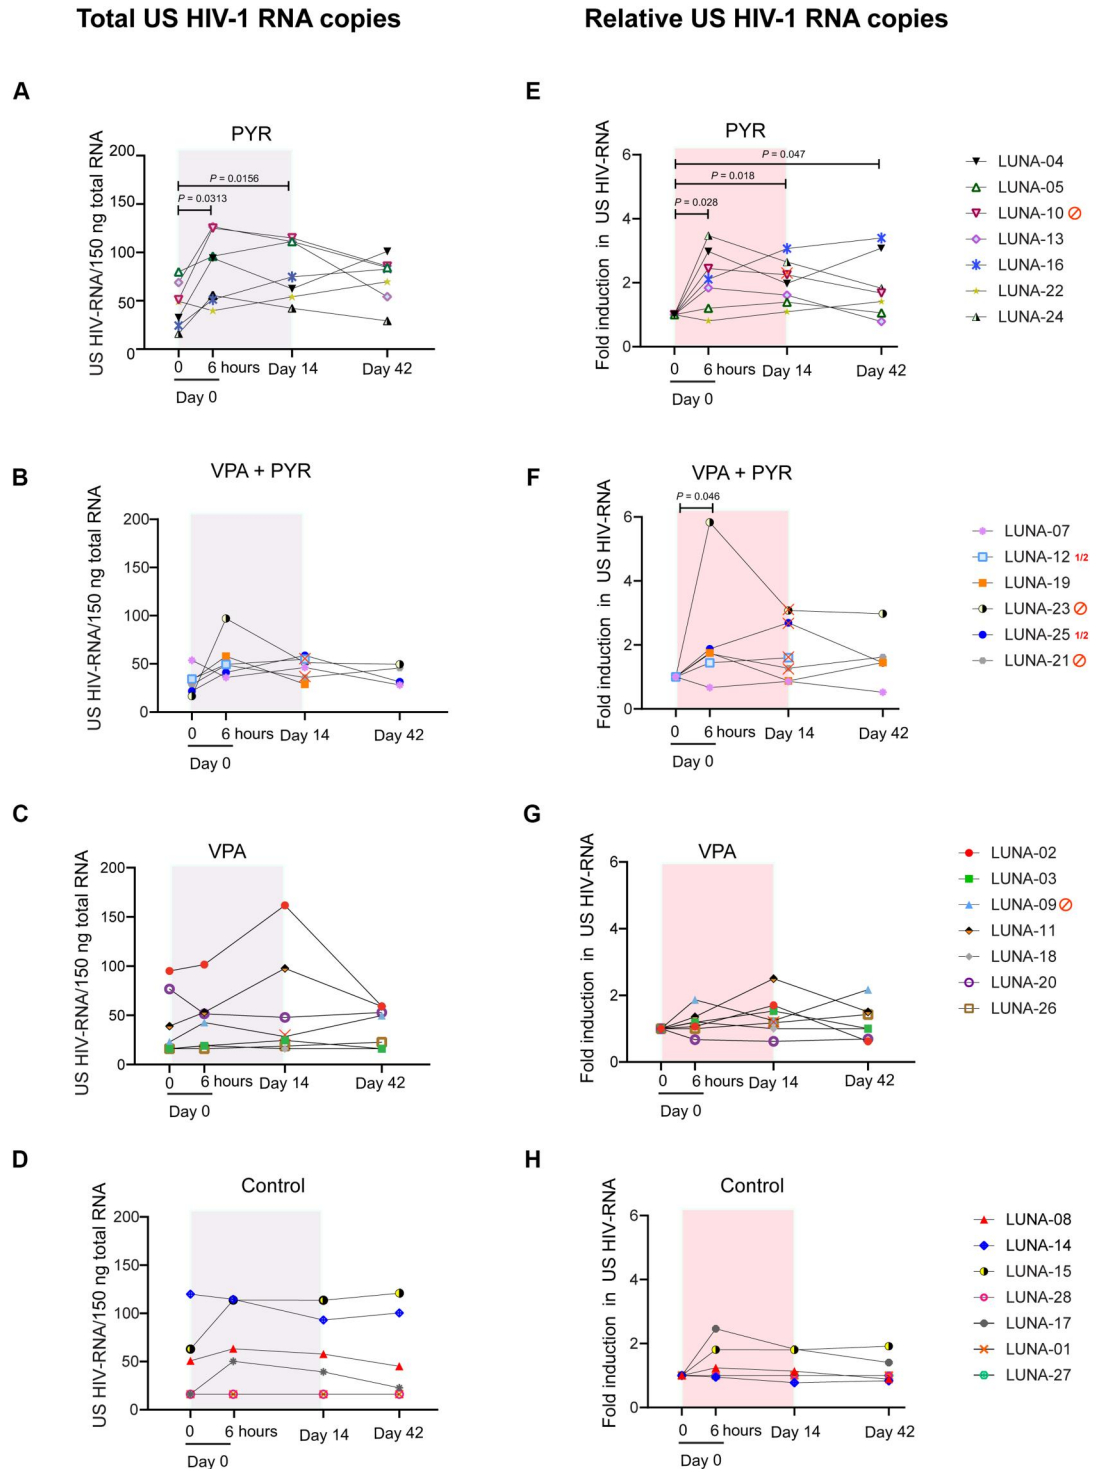 Total US HIV-1 RNA copies
Relative US HIV-1 RNA copies
A
PYR
US HIV-RNA/150 ng total RNA
200
150
100
50
0
P = 0.0156
P = 0.0313
0
6 hours
Day 14
Day 42
Day 0
E
PYR
Fold induction in US HIV-RNA
6
4
2
0
P = 0.047
P = 0.018
P = 0.028
0
6 hours
Day 14
Day 42
Day 0
LUNA-04
LUNA-05
LUNA-10
LUNA-13
LUNA-16
LUNA-22
LUNA-24
B
VPA + PYR
US HIV-RNA/150 ng total RNA
200
150
100
50
0
0
6 hours
Day 14
Day 42
Day 0
F
VPA + PYR
Fold induction in US HIV-RNA
P = 0.046
6
4
2
0
0
6 hours
Day 14
Day 42
Day 0
LUNA-07
LUNA-12 1/2
LUNA-19
LUNA-23
LUNA-25 1/2
LUNA-21
C
VPA
US HIV-RNA/150 ng total RNA
200
150
100
50
0
0
6 hours
Day 14
Day 42
Day 0
G
VPA
Fold induction in US HIV-RNA
6
4
2
0
0
6 hours
Day 14
Day 42
Day 0
LUNA-02
LUNA-03
LUNA-09
LUNA-11
LUNA-18
LUNA-20
LUNA-26
D
Control
US HIV-RNA/150 ng total RNA
200
150
100
50
0
0
6 hours
Day 14
Day 42
Day 0
H
Control
Fold induction in US HIV-RNA
6
4
2
0
0
6 hours
Day 14
Day 42
Day 0
LUNA-08
LUNA-14
LUNA-15
LUNA-28
LUNA-17
LUNA-01
LUNA-27